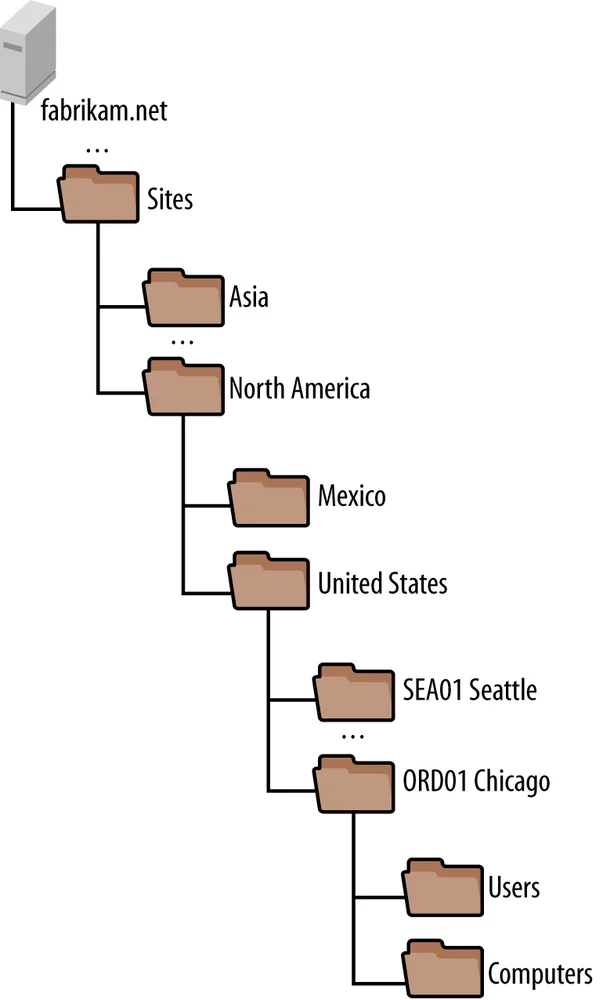 fabrikam.net
...
Sites
Asia
...
North America
Mexico
United States
SEA01 Seattle
...
ORD01 Chicago
Users
Computers